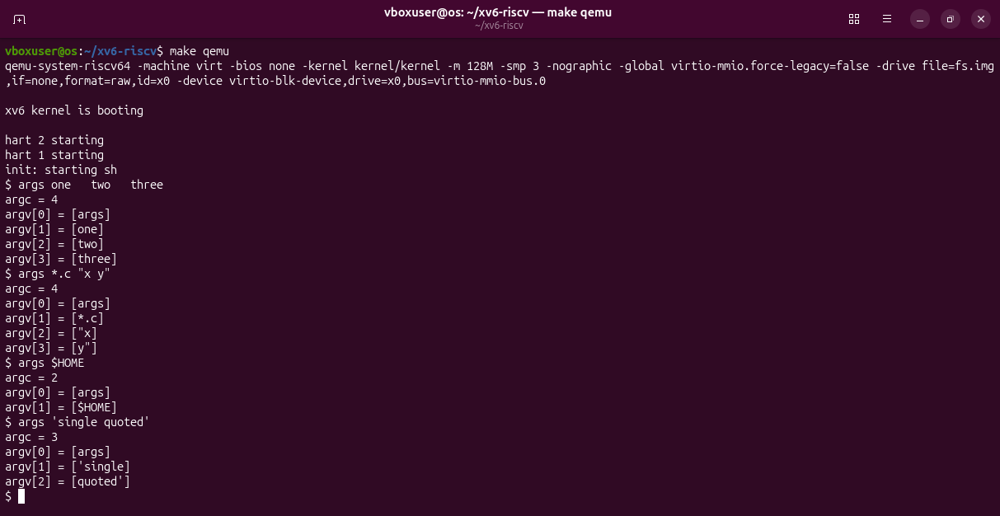 vboxuser@os: ~/xv6-riscv — make qemu
~/xv6-riscv
vboxuser@os:~/xv6-riscv$ make qemu
qemu-system-riscv64 -machine virt -bios none -kernel kernel/kernel -m 128M -smp 3 -nographic -global virtio-mmio.force-legacy=false -drive file=fs.img
,if=none,format=raw,id=x0 -device virtio-blk-device,drive=x0,bus=virtio-mmio-bus.0
xv6 kernel is booting
hart 2 starting
hart 1 starting
init: starting sh
$ args one   two   three
argc = 4
argv[0] = [args]
argv[1] = [one]
argv[2] = [two]
argv[3] = [three]
$ args *.c "x y"
argc = 4
argv[0] = [args]
argv[1] = [*.c]
argv[2] = ["x]
argv[3] = [y"]
$ args $HOME
argc = 2
argv[0] = [args]
argv[1] = [$HOME]
$ args 'single quoted'
argc = 3
argv[0] = [args]
argv[1] = ['single]
argv[2] = [quoted']
$